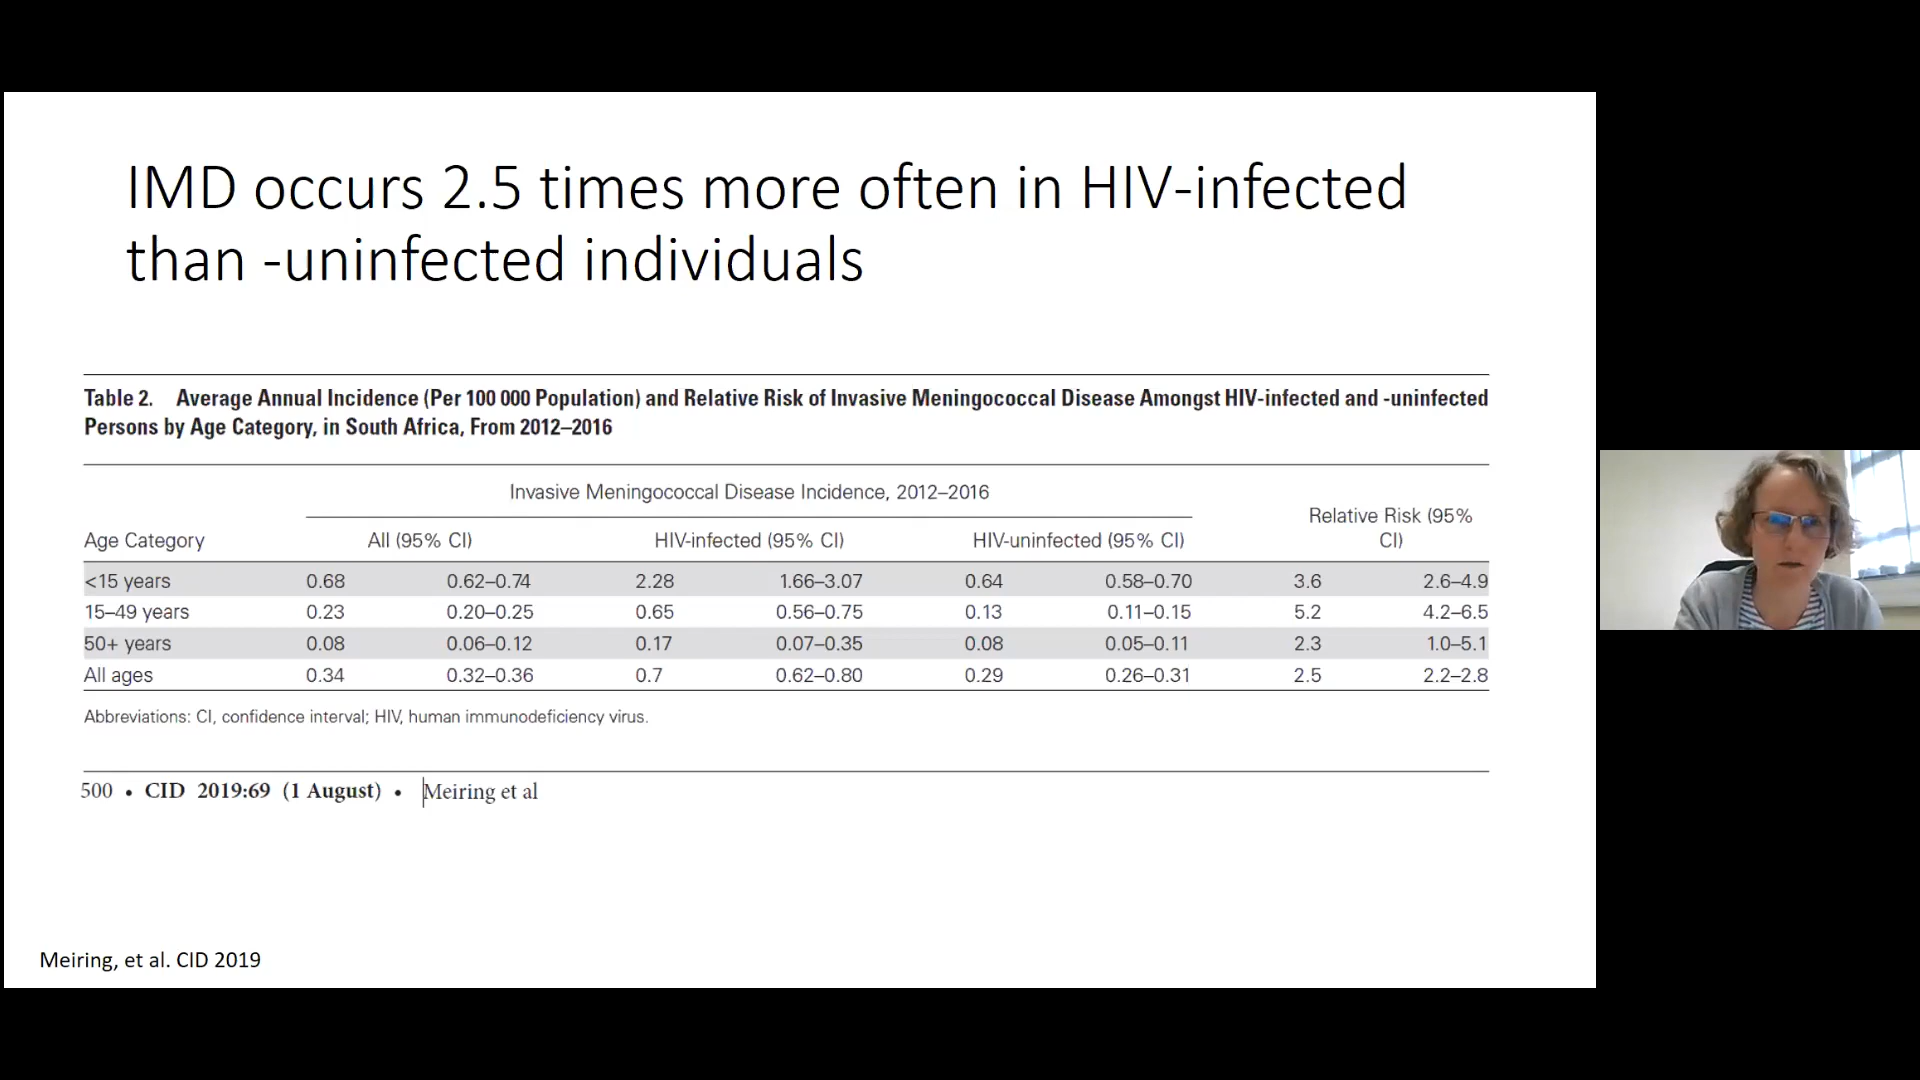 IMD occurs 2.5 times more often in HIV-infected
than -uninfected individuals
Table 2. Average Annual Incidence (Per 100 000 Population) and Relative Risk of Invasive Meningococcal Disease Amongst HIV-infected and -uninfected
Persons by Age Category, in South Africa, From 2012–2016
Invasive Meningococcal Disease Incidence, 2012–2016
Relative Risk (95%
Age Category All (95% CI) HIV-infected (95% CI) HIV-uninfected (95% CI) CI)
<15 years 0.68 0.62–0.74 2.28 1.66–3.07 0.64 0.58–0.70 3.6 2.6–4.9
15–49 years 0.23 0.20–0.25 0.65 0.56–0.75 0.13 0.11–0.15 5.2 4.2–6.5
50+ years 0.08 0.06–0.12 0.17 0.07–0.35 0.08 0.05–0.11 2.3 1.0–5.1
All ages 0.34 0.32–0.36 0.7 0.62–0.80 0.29 0.26–0.31 2.5 2.2–2.8
Abbreviations: CI, confidence interval; HIV, human immunodeficiency virus.
500 • CID 2019:69 (1 August) • Meiring et al
Meiring, et al. CID 2019